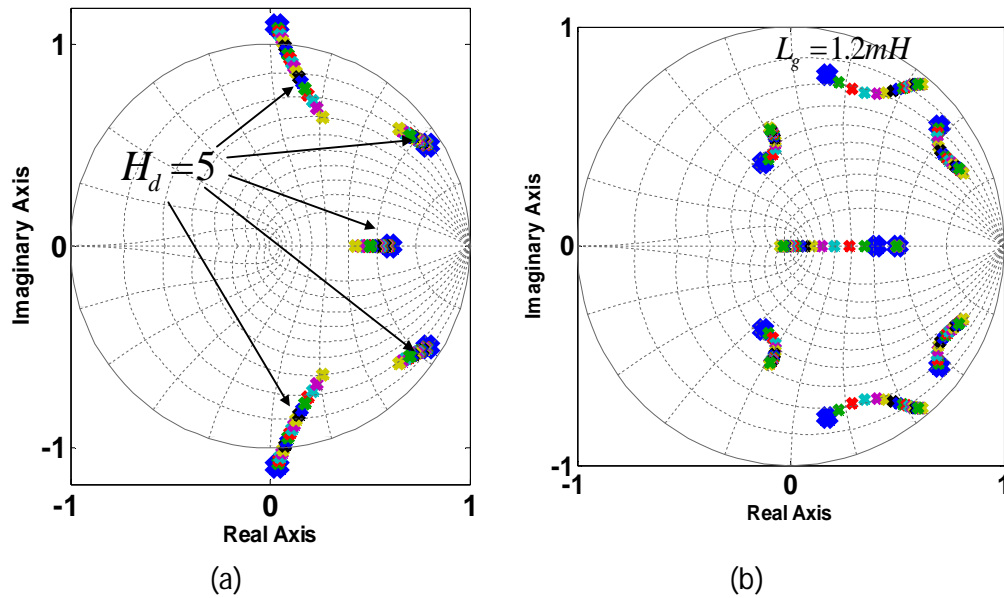 1
0
-1
-1
0
1
Imaginary Axis
Real Axis
H_d = 5
(a)
1
0
-1
-1
0
1
Imaginary Axis
Real Axis
L_g = 1.2mH
(b)